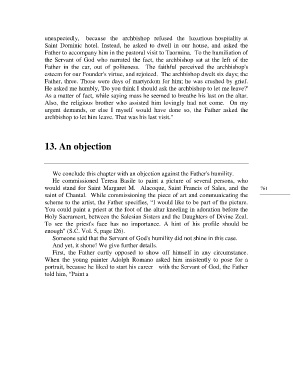 unexpectedly, because the archbishop refused the luxurious hospitality at
Saint Dominic hotel. Instead, he asked to dwell in our house, and asked the
Father to accompany him in the pastoral visit to Taormina. To the humiliation of
the Servant of God who narrated the fact, the archbishop sat at the left of the
Father in the car, out of politeness. The faithful perceived the archbishop's
esteem for our Founder's virtue, and rejoiced. The archbishop dwelt six days; the
Father, three. Those were days of martyrdom for him; he was crushed by grief.
He asked me humbly, 'Do you think I should ask the archbishop to let me leave?'
As a matter of fact, while saying mass he seemed to breathe his last on the altar.
Also, the religious brother who assisted him lovingly had not come. On my
urgent demands, or else I myself would have done so, the Father asked the
archbishop to let him leave. That was his last visit."
13. An objection
We conclude this chapter with an objection against the Father's humility.
He commissioned Teresa Basile to paint a picture of several persons, who
would stand for Saint Margaret M. Alacoque, Saint Francis of Sales, and the
saint of Chantal. While commissioning the piece of art and communicating the
scheme to the artist, the Father specifies, "I would like to be part of the picture.
You could paint a priest at the foot of the altar kneeling in adoration before the
Holy Sacrament, between the Salesian Sisters and the Daughters of Divine Zeal.
To see the priest's face has no importance. A hint of his profile should be
enough" (S.C. Vol. 5, page 126).
Someone said that the Servant of God's humility did not shine in this case.
And yet, it shone! We give further details.
First, the Father curtly opposed to show off himself in any circumstance.
When the young painter Adolph Romano asked him insistently to pose for a
portrait, because he liked to start his career with the Servant of God, the Father
told him, "Paint a
761